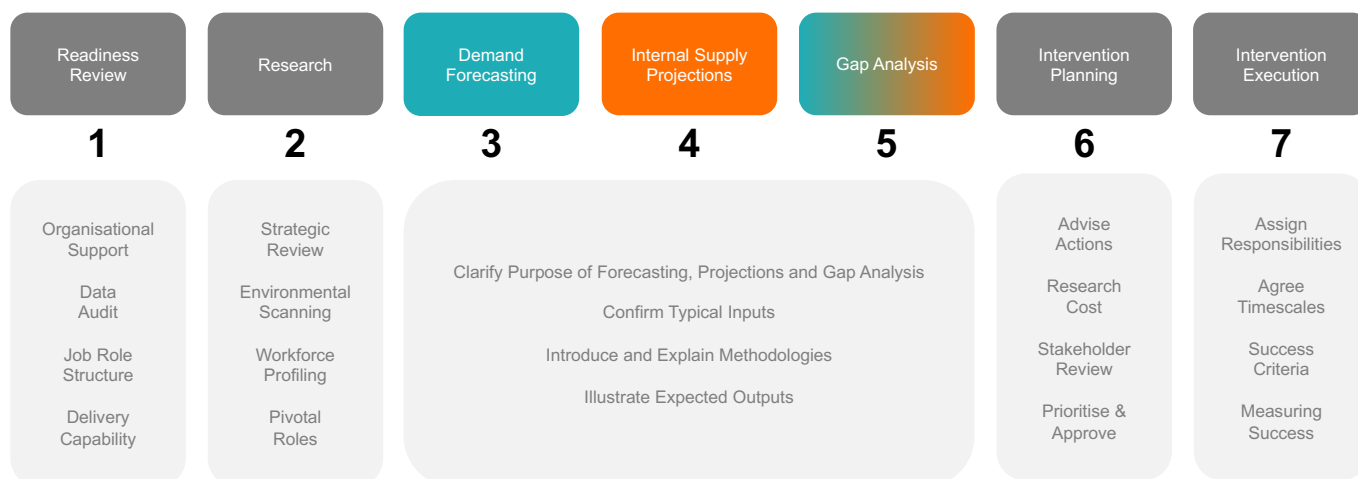 Readiness
Review
Research
Demand
Forecasting
Internal Supply
Projections
Gap Analysis
Intervention
Planning
Intervention
Execution
1
2
3
4
5
6
7
Organisational
Support
Data
Audit
Job Role
Structure
Delivery
Capability
Strategic
Review
Environmental
Scanning
Workforce
Profiling
Pivotal
Roles
Clarify Purpose of Forecasting, Projections and Gap Analysis
Confirm Typical Inputs
Introduce and Explain Methodologies
Illustrate Expected Outputs
Advise
Actions
Research
Cost
Stakeholder
Review
Prioritise &
Approve
Assign
Responsibilities
Agree
Timescales
Success
Criteria
Measuring
Success